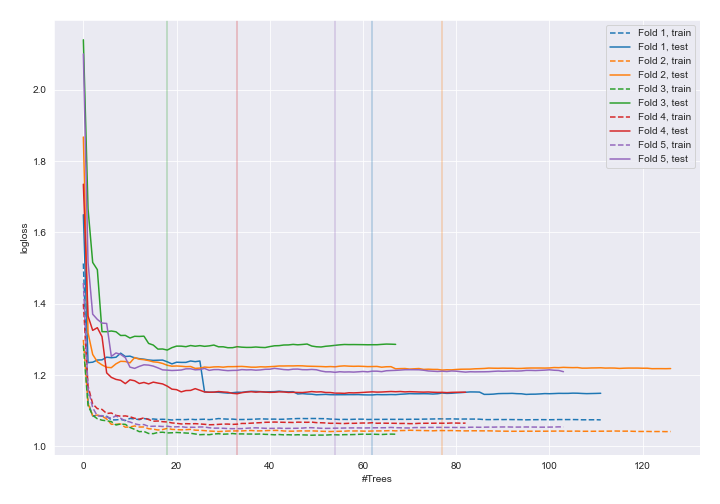 Fold 1, train
Fold 1, test
Fold 2, train
Fold 2, test
Fold 3, train
Fold 3, test
Fold 4, train
Fold 4, test
Fold 5, train
Fold 5, test
2.0
1.8
1.6
1.4
1.2
1.0
logloss
0 20 40 60 80 100 120
#Trees